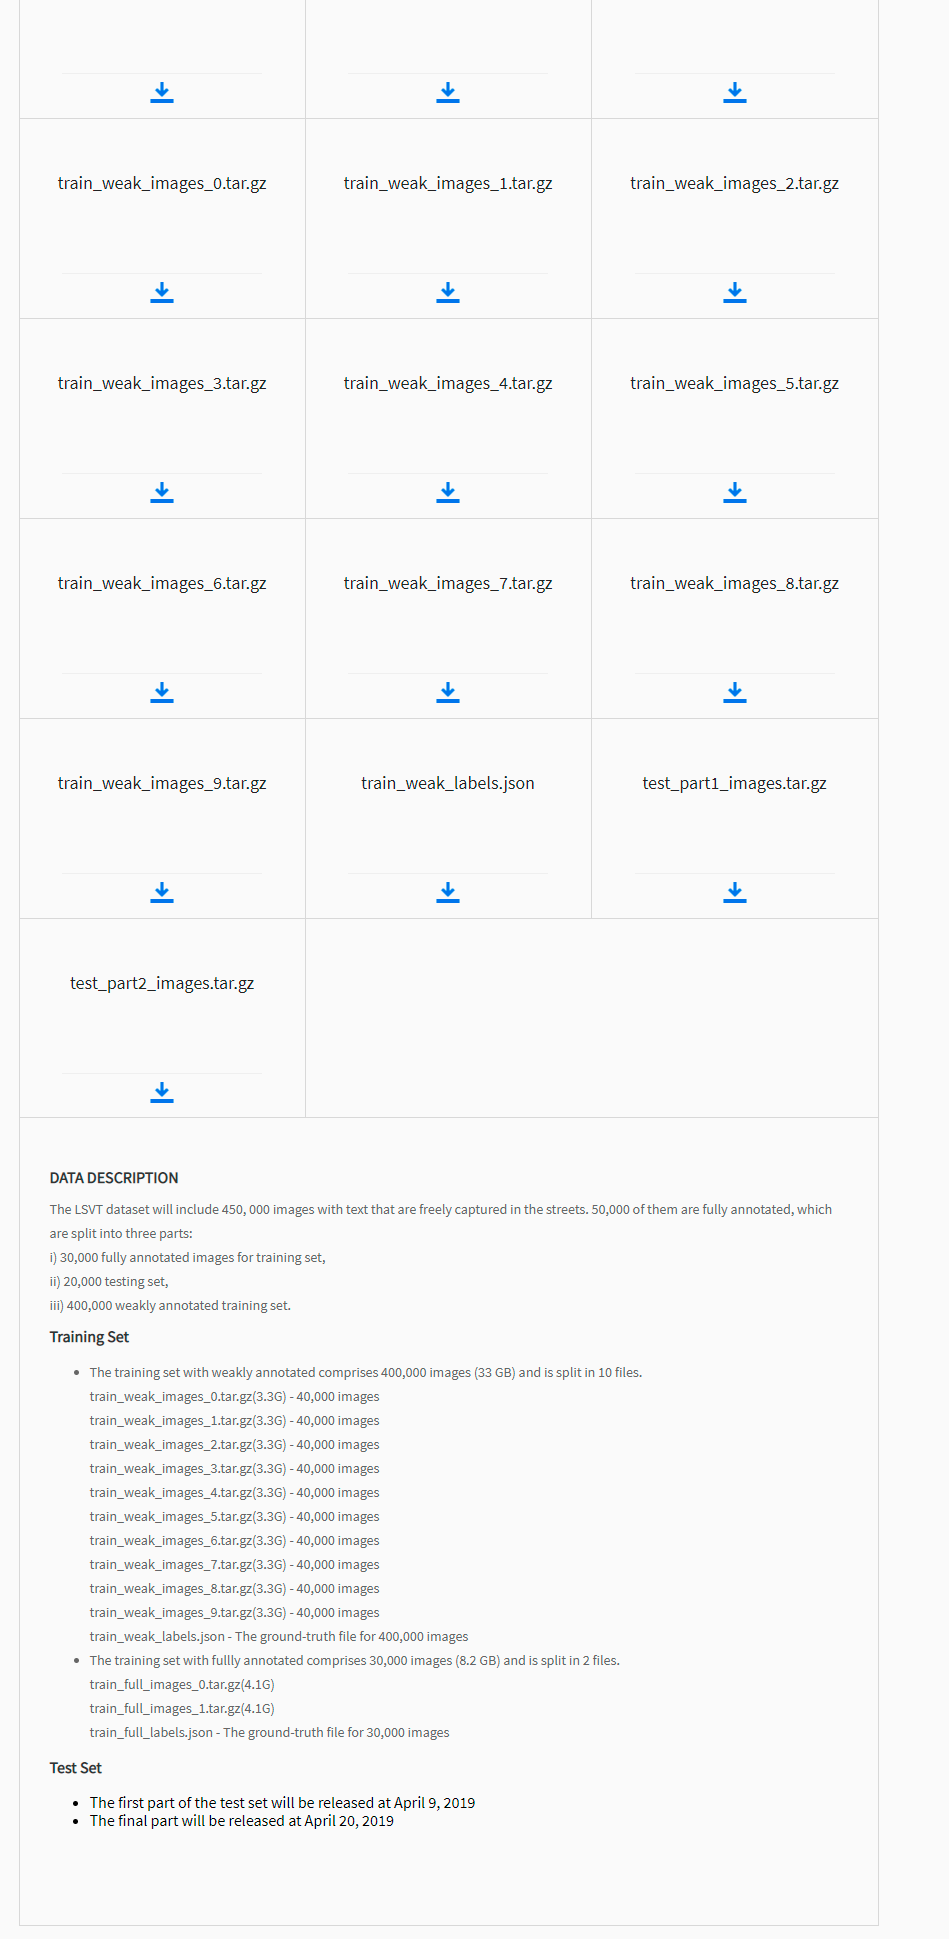 train_weak_images_0.tar.gz
train_weak_images_1.tar.gz
train_weak_images_2.tar.gz
train_weak_images_3.tar.gz
train_weak_images_4.tar.gz
train_weak_images_5.tar.gz
train_weak_images_6.tar.gz
train_weak_images_7.tar.gz
train_weak_images_8.tar.gz
train_weak_images_9.tar.gz
train_weak_labels.json
test_part1_images.tar.gz
test_part2_images.tar.gz
DATA DESCRIPTION
The LSVT dataset will include 450, 000 images with text that are freely captured in the streets. 50,000 of them are fully annotated, which
are split into three parts:
i) 30,000 fully annotated images for training set,
ii) 20,000 testing set,
iii) 400,000 weakly annotated training set.
Training Set
• The training set with weakly annotated comprises 400,000 images (33 GB) and is split in 10 files.
train_weak_images_0.tar.gz(3.3G) - 40,000 images
train_weak_images_1.tar.gz(3.3G) - 40,000 images
train_weak_images_2.tar.gz(3.3G) - 40,000 images
train_weak_images_3.tar.gz(3.3G) - 40,000 images
train_weak_images_4.tar.gz(3.3G) - 40,000 images
train_weak_images_5.tar.gz(3.3G) - 40,000 images
train_weak_images_6.tar.gz(3.3G) - 40,000 images
train_weak_images_7.tar.gz(3.3G) - 40,000 images
train_weak_images_8.tar.gz(3.3G) - 40,000 images
train_weak_images_9.tar.gz(3.3G) - 40,000 images
train_weak_labels.json - The ground-truth file for 400,000 images
• The training set with fullly annotated comprises 30,000 images (8.2 GB) and is split in 2 files.
train_full_images_0.tar.gz(4.1G)
train_full_images_1.tar.gz(4.1G)
train_full_labels.json - The ground-truth file for 30,000 images
Test Set
• The first part of the test set will be released at April 9, 2019
• The final part will be released at April 20, 2019